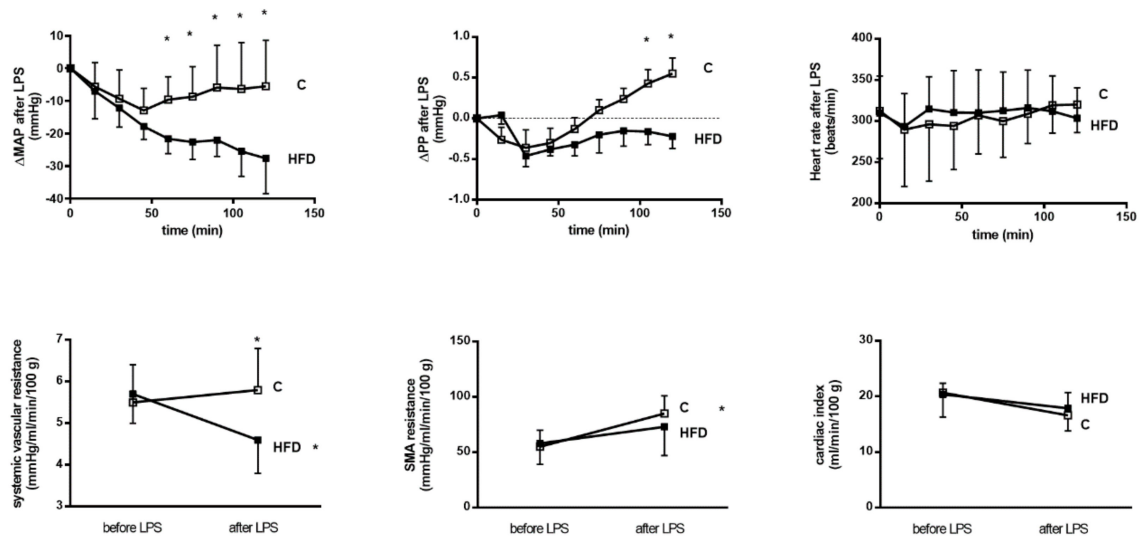 ΔMAP after LPS
(mmHg)
10
0
-10
-20
-30
-40
* * * * *
C
HFD
0 50 100 150
time (min)
ΔPP after LPS
(mmHg)
1.0
0.5
0.0
-0.5
-1.0
* *
C
HFD
0 50 100 150
time (min)
Heart rate after LPS
(beats/min)
400
350
300
250
200
C
HFD
0 50 100 150
time (min)
systemic vascular resistance
(mmHg/ml/min/100 g)
7
6
5
4
3
*
C
HFD *
before LPS after LPS
SMA resistance
(mmHg/ml/min/100 g)
150
100
50
0
C *
HFD
before LPS after LPS
cardiac index
(ml/min/100 g)
30
20
10
0
HFD
C
before LPS after LPS